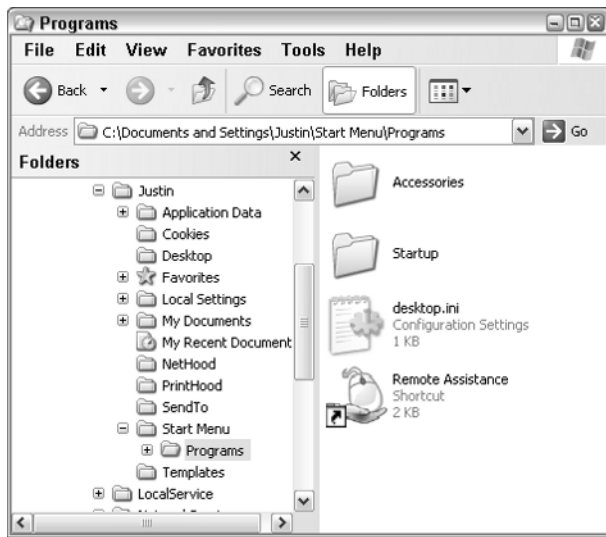 Programs
File Edit View Favorites Tools Help
Back Search Folders
Address C:\Documents and Settings\Justin\Start Menu\Programs Go
Folders
Justin
Application Data
Cookies
Desktop
Favorites
Local Settings
My Documents
My Recent Document
NetHood
PrintHood
SendTo
Start Menu
Programs
Templates
LocalService
Accessories
Startup
desktop.ini
Configuration Settings
1 KB
Remote Assistance
Shortcut
2 KB